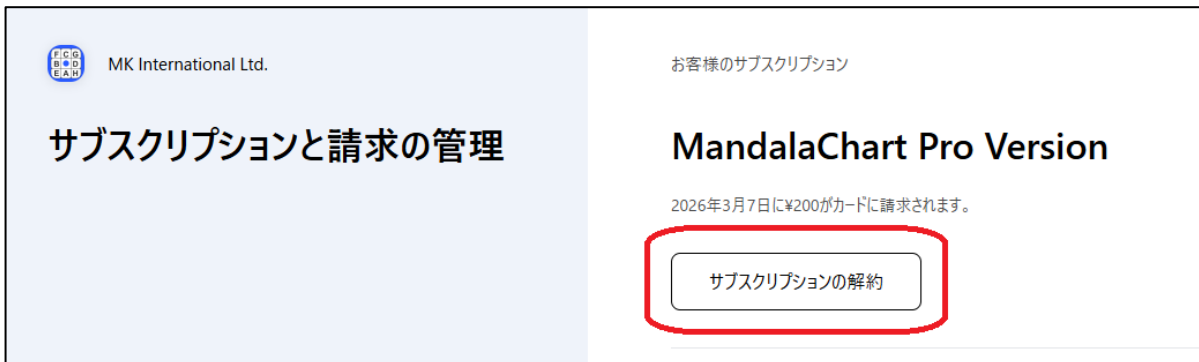 FCG
B D
EAH
MK International Ltd.
サブスクリプションと請求の管理
お客様のサブスクリプション
MandalaChart Pro Version
2026年3月7日に¥200がカードに請求されます。
サブスクリプションの解約